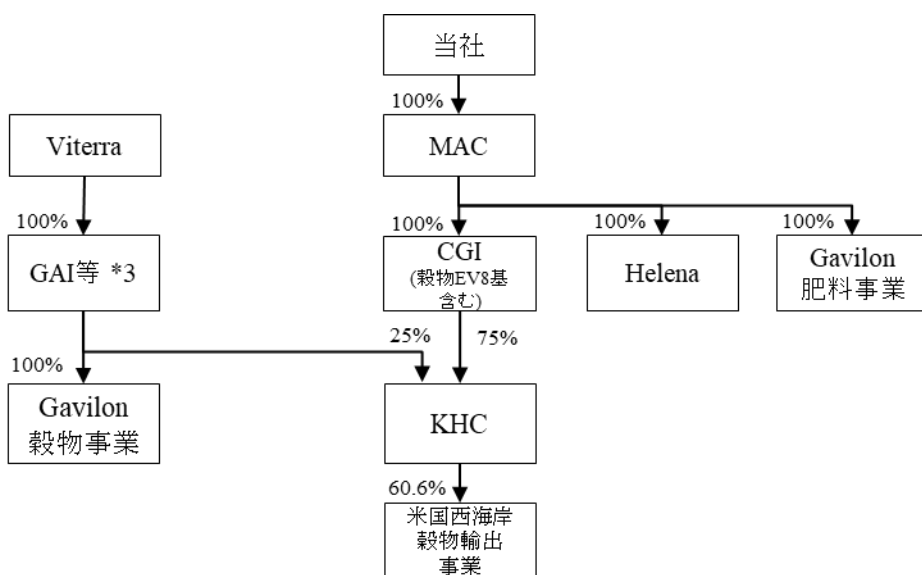 当社
100%
Viterra
MAC
100%
100%
100%
100%
GAI等 *3
CGI
(穀物EV8基
含む)
Helena
Gavilon
肥料事業
25%
75%
100%
Gavilon
穀物事業
KHC
60.6%
米国西海岸
穀物輸出
事業